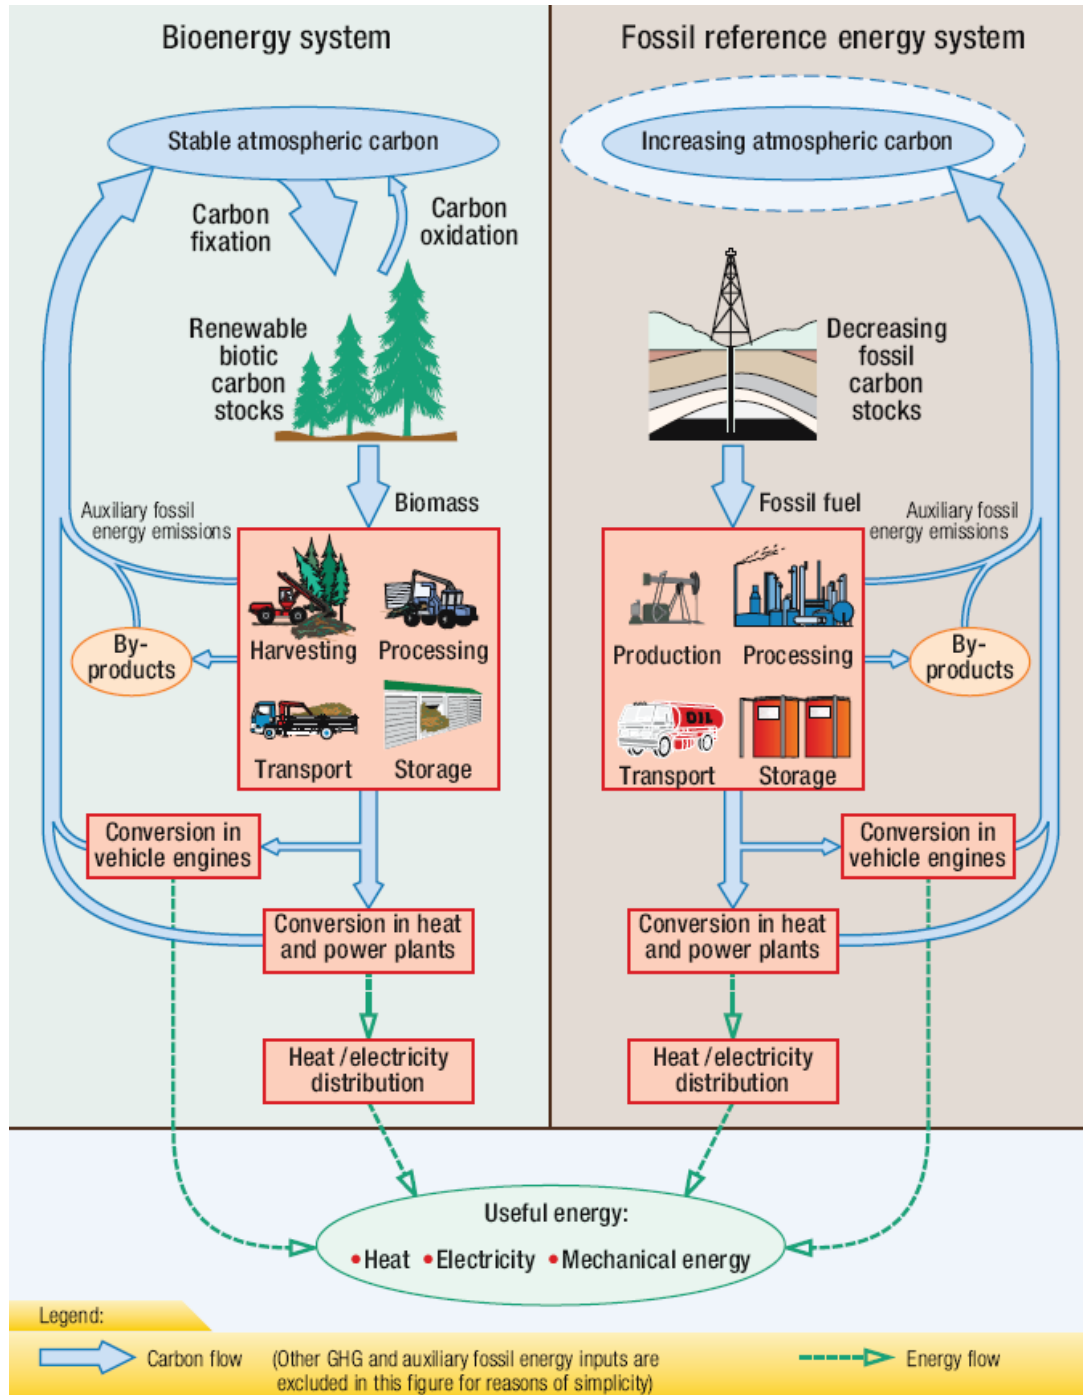 Bioenergy system
Stable atmospheric carbon
Carbon
fixation
Carbon
oxidation
Renewable
biotic
carbon
stocks
Biomass
Auxiliary fossil
energy emissions
Harvesting
Processing
By-
products
Transport
Storage
Conversion in
vehicle engines
Conversion in heat
and power plants
Heat / electricity
distribution
Fossil reference energy system
Increasing atmospheric carbon
Decreasing
fossil
carbon
stocks
Fossil fuel
Auxiliary fossil
energy emissions
Production
Processing
By-
products
OIL
Transport
Storage
Conversion in
vehicle engines
Conversion in heat
and power plants
Heat / electricity
distribution
Useful energy:
• Heat • Electricity • Mechanical energy
Legend:
Carbon flow
(Other GHG and auxiliary fossil energy inputs are
excluded in this figure for reasons of simplicity)
Energy flow